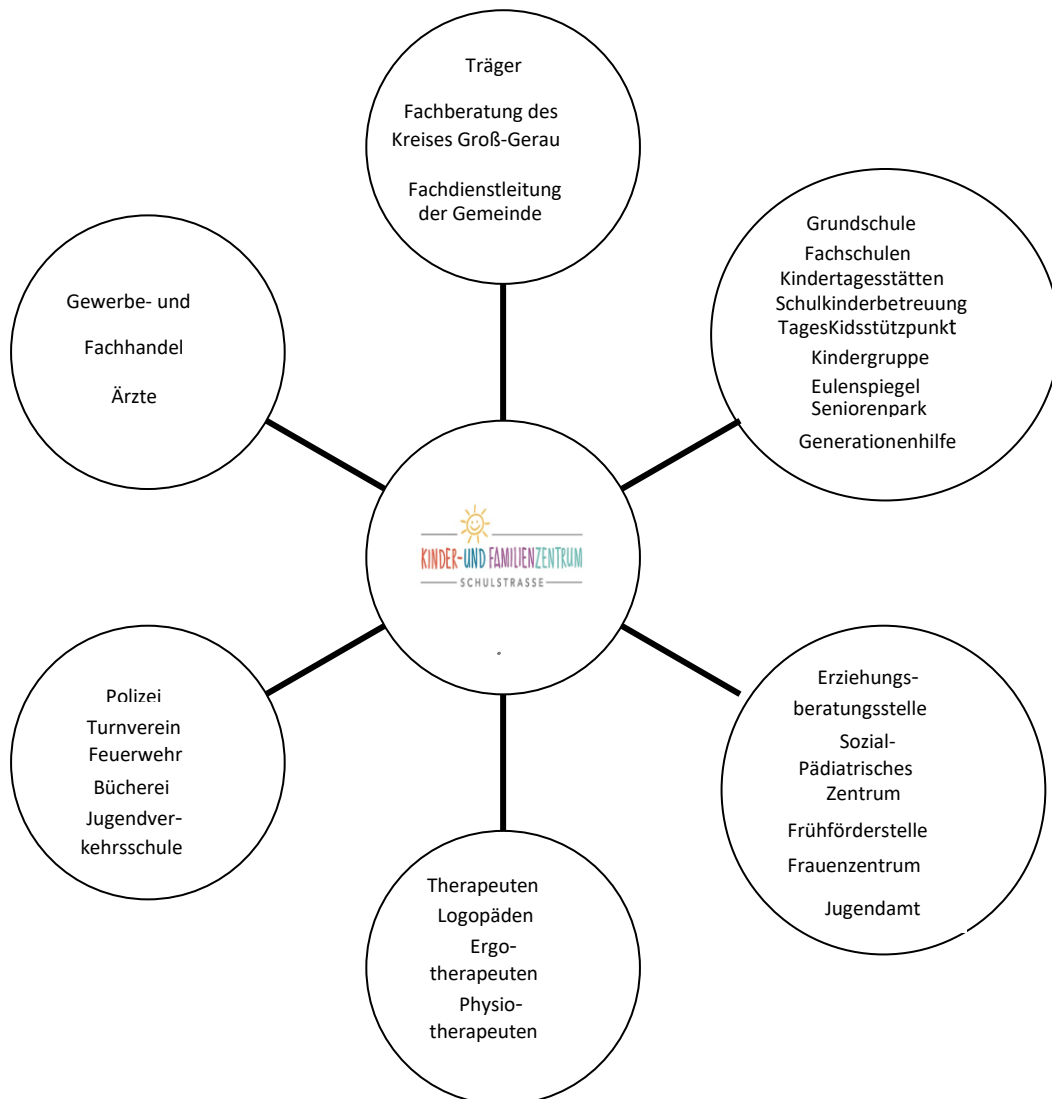 Träger
Fachberatung des
Kreises Groß-Gerau
Fachdienstleitung
der Gemeinde
Grundschule
Fachschulen
Kindertagesstätten
Schulkinderbetreuung
TagesKidsstützpunkt
Kindergruppe
Eulenspiegel
Seniorenpark
Generationenhilfe
Gewerbe- und
Fachhandel
Ärzte
KINDER-UND FAMILIENZENTRUM
SCHULSTRASSE
Erziehungs-
beratungsstelle
Sozial-
Pädiatrisches
Zentrum
Frühförderstelle
Frauenzentrum
Jugendamt
Polizei
Turnverein
Feuerwehr
Bücherei
Jugendver-
kehrsschule
Therapeuten
Logopäden
Ergo-
therapeuten
Physio-
therapeuten